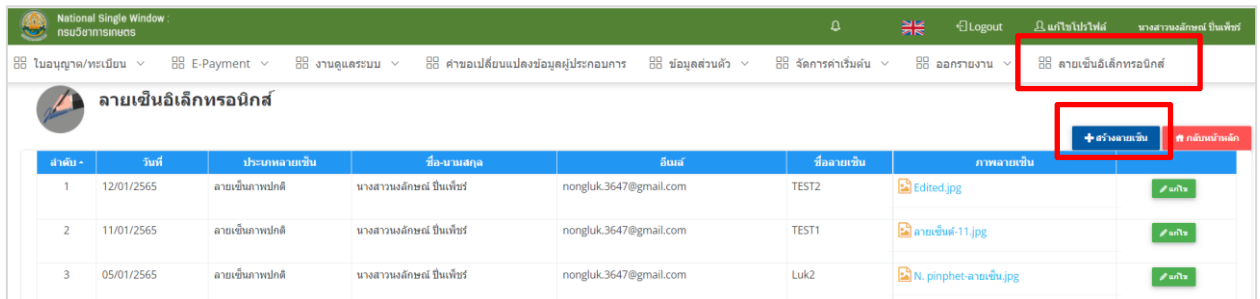 National Single Window :
กรมวิชาการเกษตร
Logout
แก้ไขโปรไฟล์
นางสาวนงลักษณ์ ปิ่นเพ็ชร์
ใบอนุญาต/ทะเบียน
E-Payment
งานดูแลระบบ
คำขอเปลี่ยนแปลงข้อมูลผู้ประกอบการ
ข้อมูลส่วนตัว
จัดการค่าเริ่มต้น
ออกรายงาน
ลายเซ็นอิเล็กทรอนิกส์
ลายเซ็นอิเล็กทรอนิกส์
สร้างลายเซ็น
กลับหน้าหลัก
ลำดับ วันที่ ประเภทลายเซ็น ชื่อ-นามสกุล อีเมล์ ชื่อลายเซ็น ภาพลายเซ็น
1 12/01/2565 ลายเซ็นภาพปกติ นางสาวนงลักษณ์ ปิ่นเพ็ชร์ nongluk.3647@gmail.com TEST2 Edited.jpg แก้ไข
2 11/01/2565 ลายเซ็นภาพปกติ นางสาวนงลักษณ์ ปิ่นเพ็ชร์ nongluk.3647@gmail.com TEST1 ลายเซ็นต์-11.jpg แก้ไข
3 05/01/2565 ลายเซ็นภาพปกติ นางสาวนงลักษณ์ ปิ่นเพ็ชร์ nongluk.3647@gmail.com Luk2 N. pinphet-ลายเซ็น.jpg แก้ไข